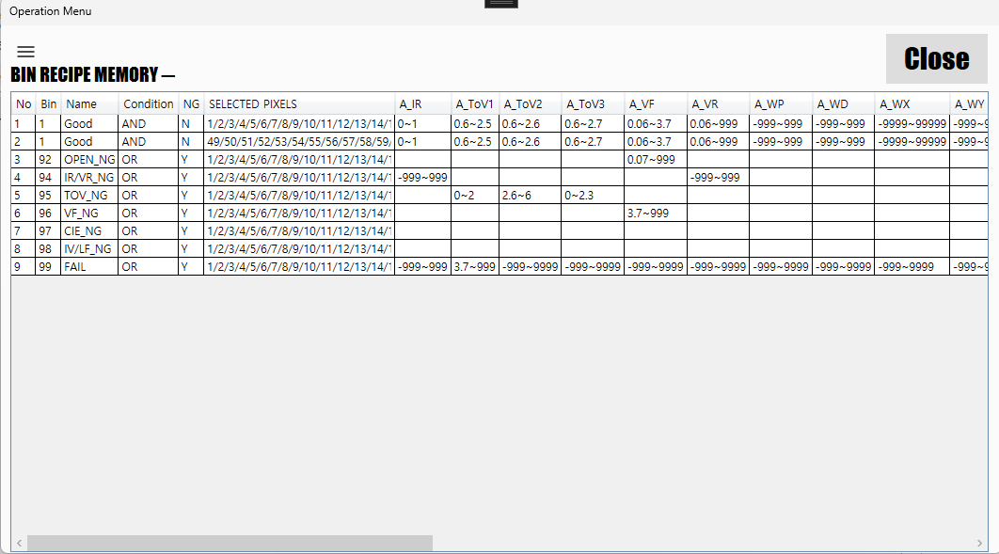 Operation Menu
BIN RECIPE MEMORY —
Close
No Bin Name Condition NG SELECTED PIXELS A_IR A_ToV1 A_ToV2 A_ToV3 A_VF A_VR A_WP A_WD A_WX A_WY
1 1 Good AND N 1/2/3/4/5/6/7/8/9/10/11/12/13/14/1 0~1 0.6~2.5 0.6~2.6 0.6~2.7 0.06~3.7 0.06~999 -999~999 -999~999 -9999~99999 -999~9
2 1 Good AND N 49/50/51/52/53/54/55/56/57/58/59/ 0~1 0.6~2.5 0.6~2.6 0.6~2.7 0.06~3.7 0.06~999 -999~999 -999~999 -9999~99999 -999~9
3 92 OPEN_NG OR Y 1/2/3/4/5/6/7/8/9/10/11/12/13/14/1 0.07~999
4 94 IR/VR_NG OR Y 1/2/3/4/5/6/7/8/9/10/11/12/13/14/1 -999~999 -999~999
5 95 TOV_NG OR Y 1/2/3/4/5/6/7/8/9/10/11/12/13/14/1 0~2 2.6~6 0~2.3
6 96 VF_NG OR Y 1/2/3/4/5/6/7/8/9/10/11/12/13/14/1 3.7~999
7 97 CIE_NG OR Y 1/2/3/4/5/6/7/8/9/10/11/12/13/14/1
8 98 IV/LF_NG OR Y 1/2/3/4/5/6/7/8/9/10/11/12/13/14/1
9 99 FAIL OR Y 1/2/3/4/5/6/7/8/9/10/11/12/13/14/1 -999~999 3.7~999 -999~9999 -999~9999 -999~9999 -999~9999 -999~9999 -999~9999 -999~9999 -999~9